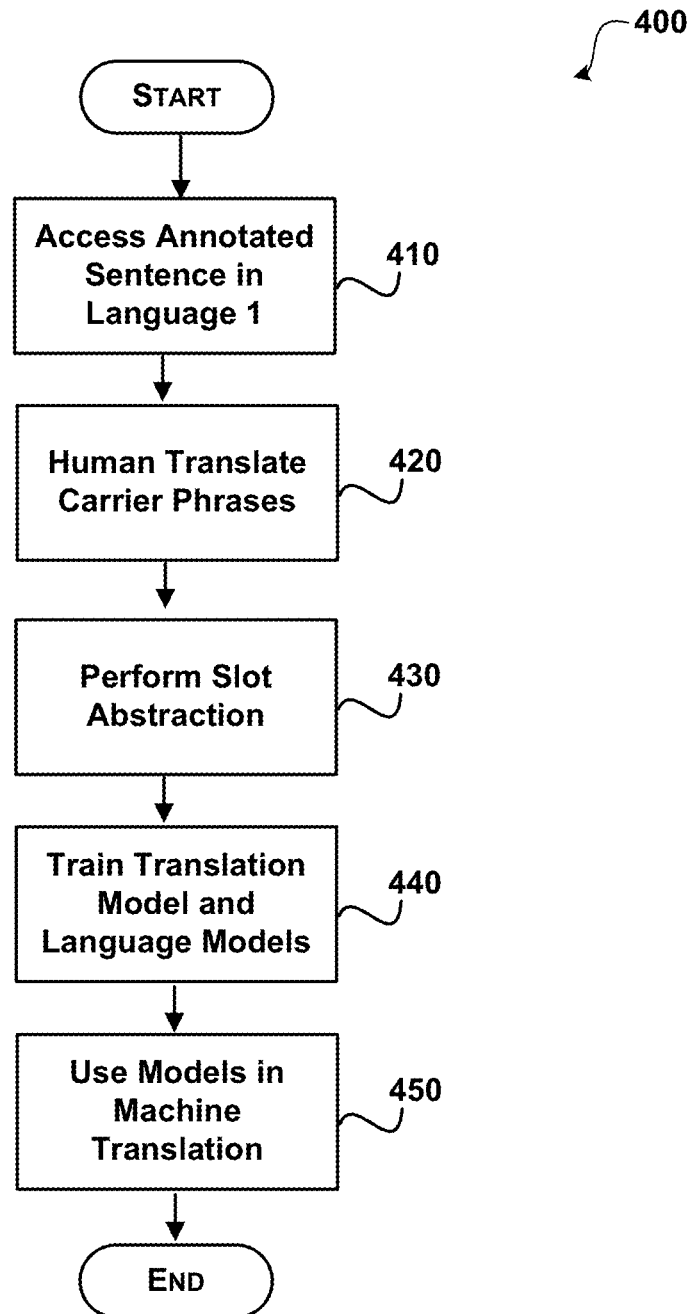 400
START
Access Annotated
Sentence in
Language 1
410
Human Translate
Carrier Phrases
420
Perform Slot
Abstraction
430
Train Translation
Model and
Language Models
440
Use Models in
Machine
Translation
450
END